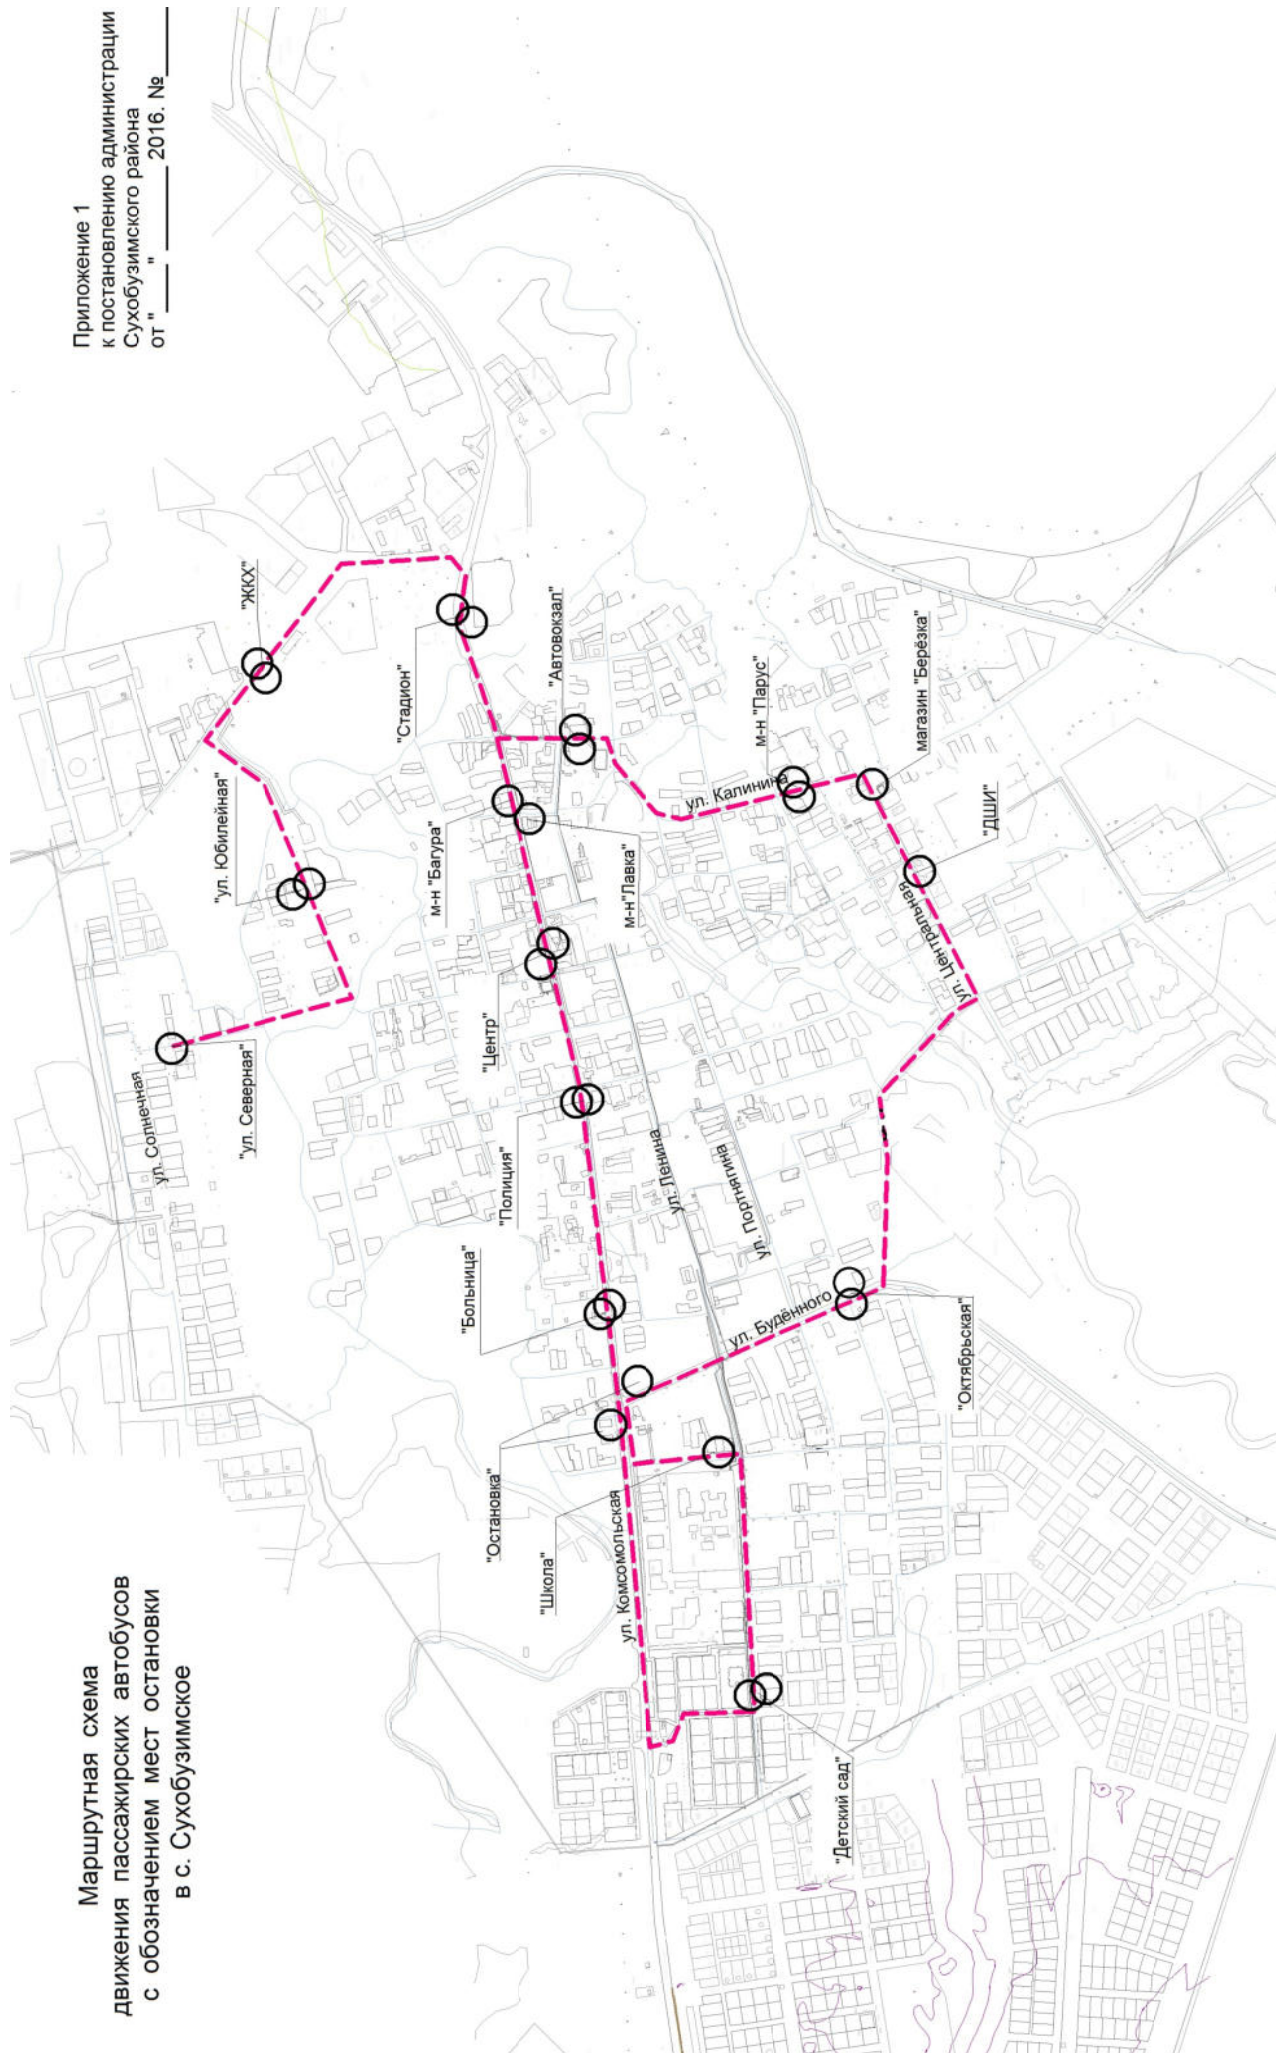 Приложение 1
к постановлению администрации
Сухобузимского района
от "____" ________ 2016. №____
Маршрутная схема
движения пассажирских автобусов
с обозначением мест остановки
в с. Сухобузимское
ул. Солнечная
"ул. Северная"
"ул. Юбилейная"
"ЖКХ"
"Стадион"
м-н "Багура"
"Автовокзал"
м-н"Лавка"
"Центр"
"Полиция"
"Больница"
"Остановка"
"Школа"
ул. Комсомольская
ул. Ленина
ул. Портнягина
ул. Будённого
ул. Калинина
м-н "Парус"
магазин "Берёзка"
"ДШИ"
ул. Центральная
"Октябрьская"
"Детский сад"